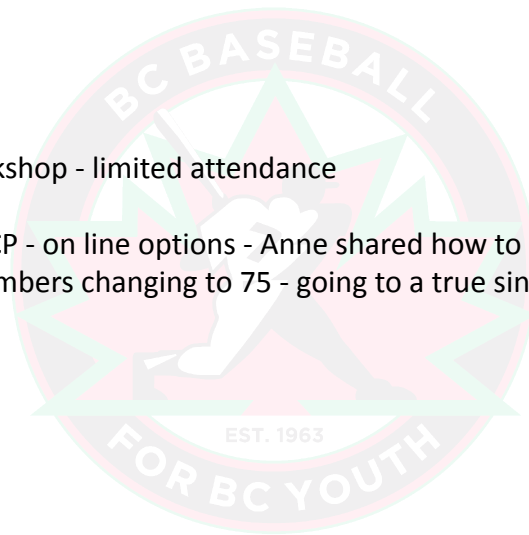 BC BASEBALL
kshop - limited attendance
CP - on line options - Anne shared how to
mbers changing to 75 - going to a true sin
EST. 1963
FOR BC YOUTH